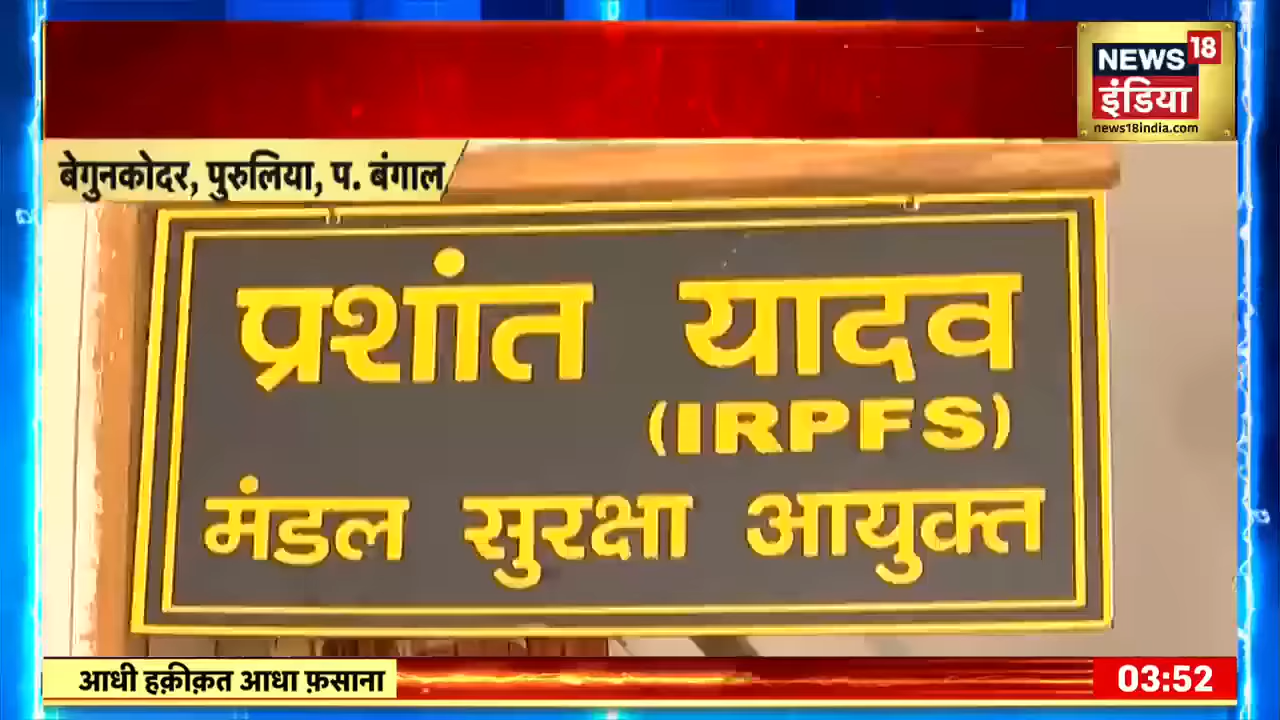 NEWS 18
इंडिया
news18india.com
बेगुनकोदर, पुरुलिया, प. बंगाल
प्रशांत यादव
(IRPFS)
मंडल सुरक्षा आयुक्त
आधी हक़ीक़त आधा फ़साना
03:52